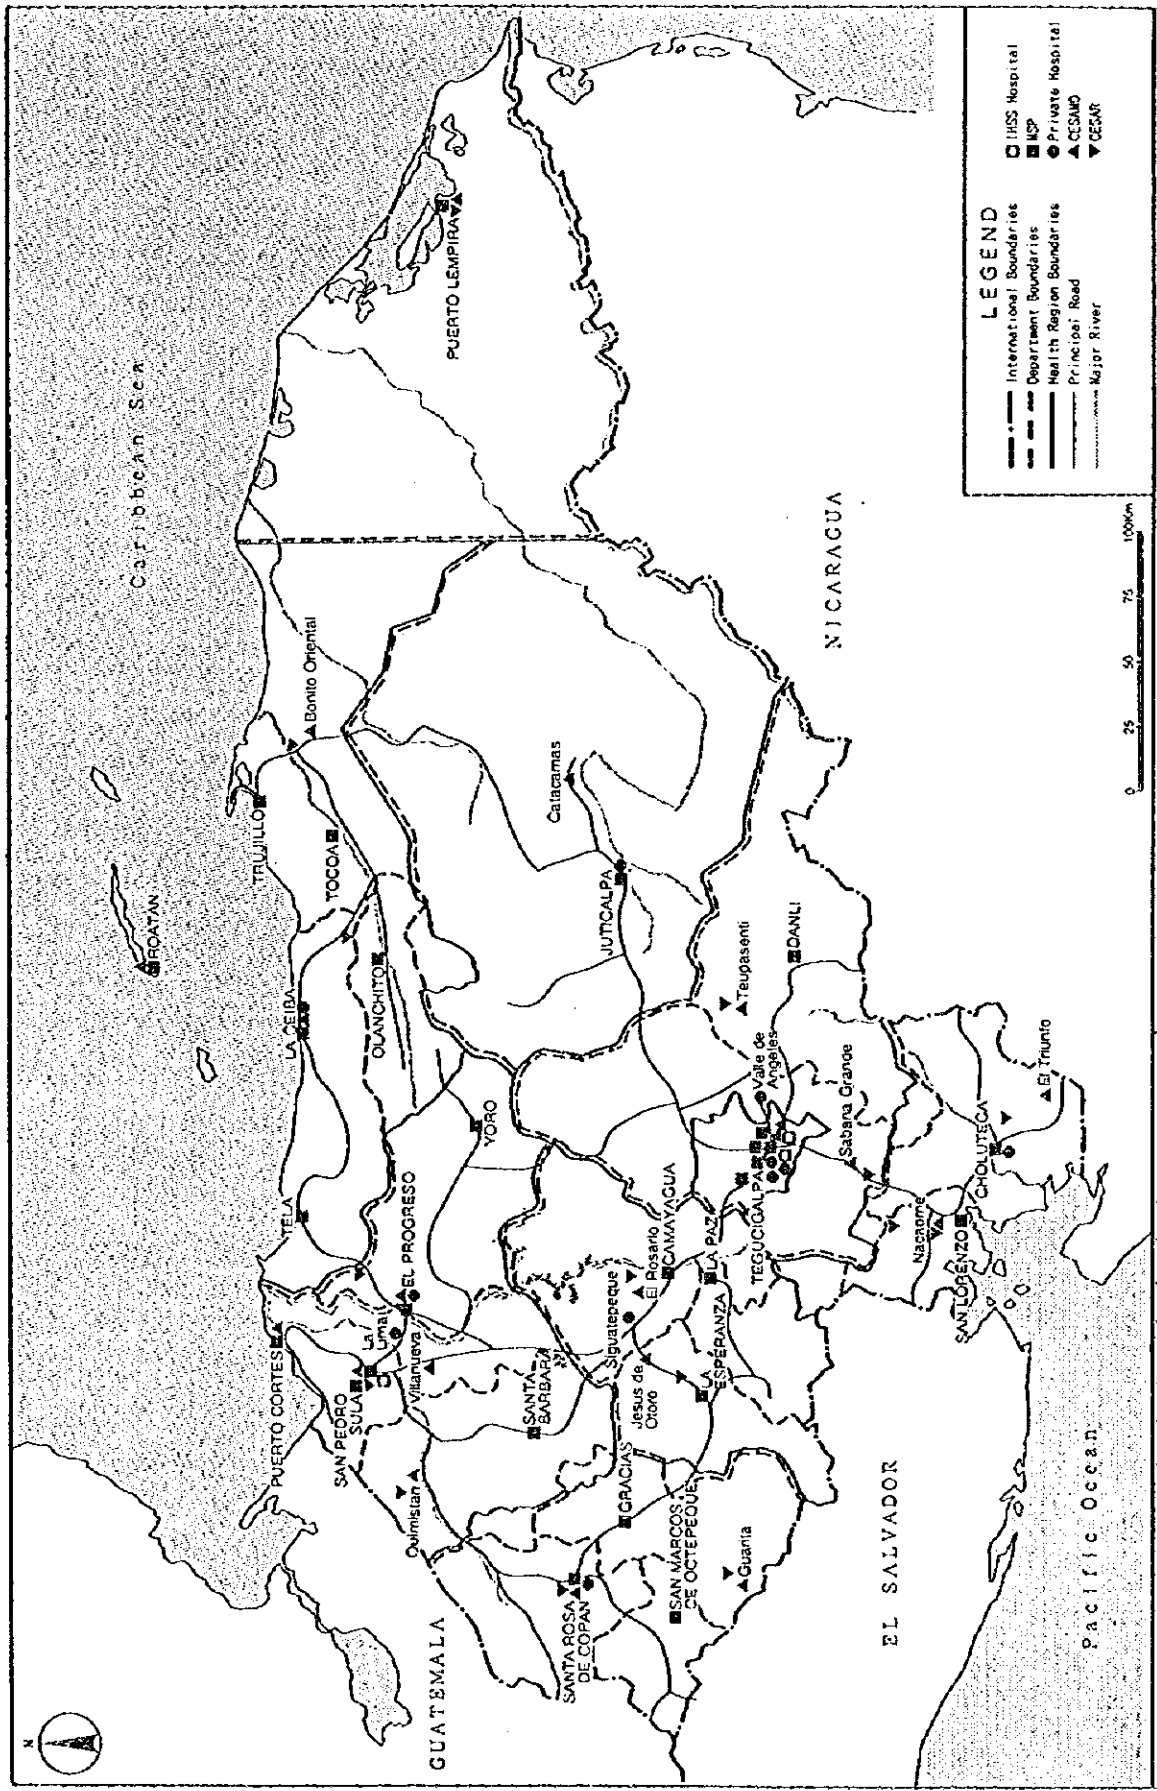 N
Caribbean Sea
ROATAN
TRUJILLO
Bonito Oriental
TOCOA
LA CEIBA
OLANCHITO
TELA
PUERTO CORTES
EL PROGRESO
La
Lima
SAN PEDRO
SULA
Villanueva
YORO
PUERTO LEMPIRA
Quimistan
GUATEMALA
SANTA
BARBARA
Catacamas
JUTICALPA
SANTA ROSA
DE COPAN
GRACIAS
Siguatepeque
El Rosario
CAMAYAGUA
Jesus de
Otoro
LA
ESPERANZA
LA PAZ
SAN MARCOS
DE OCTEPEQUE
Guarita
TEGUCIGALPA
Valle de
Angeles
Teupasenti
DANLI
Sabana Grande
NICARAGUA
Nacaome
SAN LORENZO
CHOLUTECA
El Triunfo
EL SALVADOR
Pacific Ocean
0 25 50 75 100Km
LEGEND
International Boundaries
Department Boundaries
Health Region Boundaries
Principal Road
Major River
IHSS Hospital
MSP
Private Hospital
CESAMO
CESAR